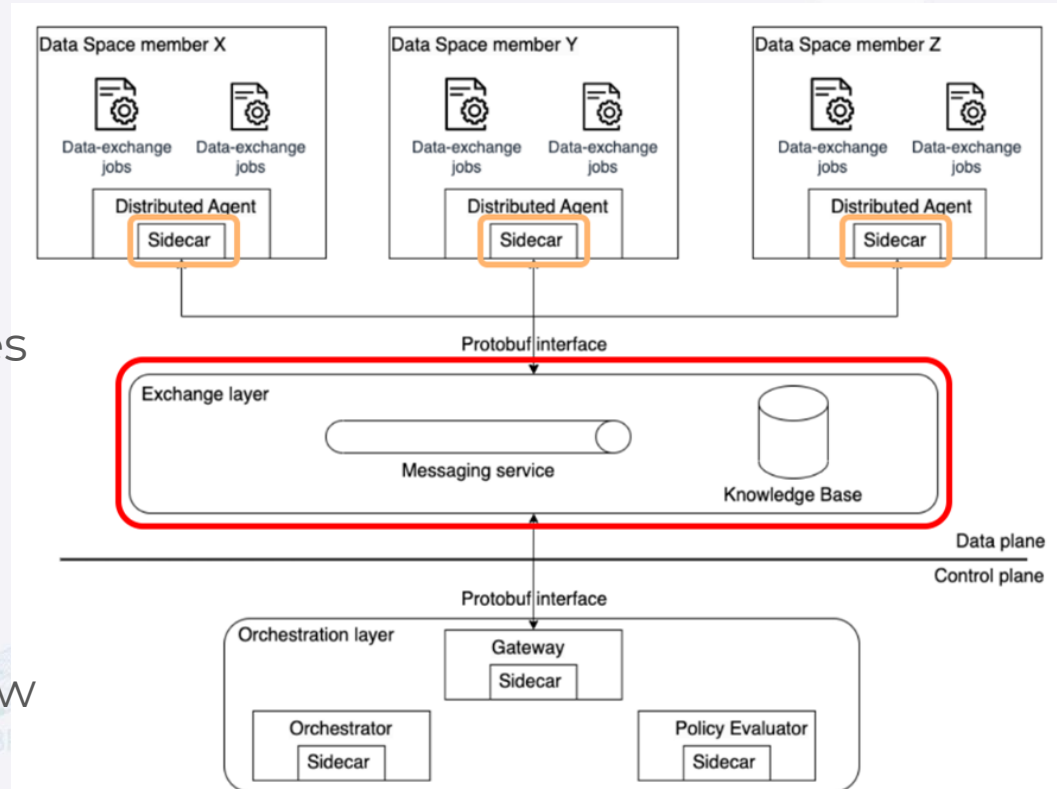 Data Space member X
Data Space member Y
Data Space member Z
Data-exchange jobs
Data-exchange jobs
Data-exchange jobs
Data-exchange jobs
Data-exchange jobs
Data-exchange jobs
Distributed Agent
Distributed Agent
Distributed Agent
Sidecar
Sidecar
Sidecar
Protobuf interface
Exchange layer
Messaging service
Knowledge Base
Data plane
Control plane
Protobuf interface
Orchestration layer
Gateway
Sidecar
Orchestrator
Policy Evaluator
Sidecar
Sidecar